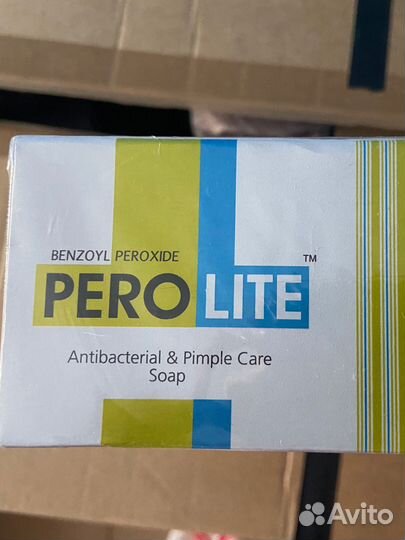 BENZOYL PEROXIDE
PERO LITE™
Antibacterial & Pimple Care
Soap
Avito